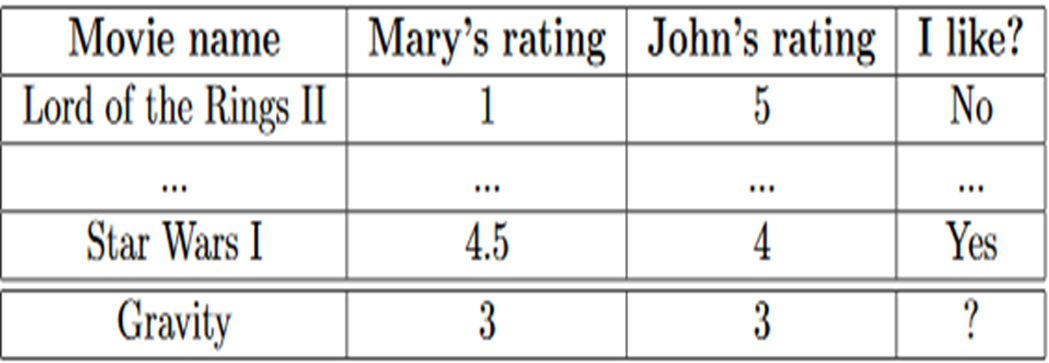 Movie name Mary's rating John's rating I like?
Lord of the Rings II 1 5 No
... ... ... ...
Star Wars I 4.5 4 Yes
Gravity 3 3 ?